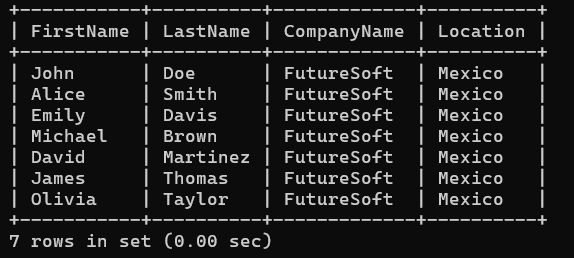 +-----------+----------+-------------+----------+
| FirstName | LastName | CompanyName | Location |
+-----------+----------+-------------+----------+
| John      | Doe      | FutureSoft  | Mexico   |
| Alice     | Smith    | FutureSoft  | Mexico   |
| Emily     | Davis    | FutureSoft  | Mexico   |
| Michael   | Brown    | FutureSoft  | Mexico   |
| David     | Martinez | FutureSoft  | Mexico   |
| James     | Thomas   | FutureSoft  | Mexico   |
| Olivia    | Taylor   | FutureSoft  | Mexico   |
+-----------+----------+-------------+----------+
7 rows in set (0.00 sec)